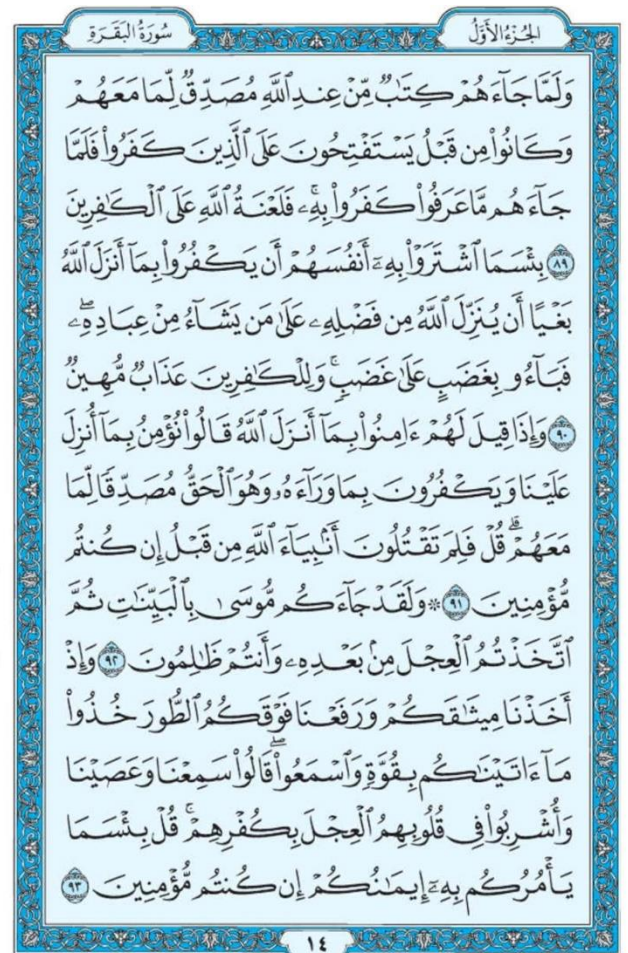 الجُزْءُ الأَوَّلُ
سُورَةُ البَقَرَةِ
وَلَمَّا جَآءَهُمْ كِتَٰبٌ مِّنْ عِندِ ٱللَّهِ مُصَدِّقٌ لِّمَا مَعَهُمْ
وَكَانُوا۟ مِن قَبْلُ يَسْتَفْتِحُونَ عَلَى ٱلَّذِينَ كَفَرُوا۟ فَلَمَّا
جَآءَهُم مَّا عَرَفُوا۟ كَفَرُوا۟ بِهِۦۚ فَلَعْنَةُ ٱللَّهِ عَلَى ٱلْكَٰفِرِينَ
٨٩ بِئْسَمَا ٱشْتَرَوْا۟ بِهِۦٓ أَنفُسَهُمْ أَن يَكْفُرُوا۟ بِمَآ أَنزَلَ ٱللَّهُ
بَغْيًا أَن يُنَزِّلَ ٱللَّهُ مِن فَضْلِهِۦ عَلَىٰ مَن يَشَآءُ مِنْ عِبَادِهِۦۖ
فَبَآءُو بِغَضَبٍ عَلَىٰ غَضَبٍۚ وَلِلْكَٰفِرِينَ عَذَابٌ مُّهِينٌ
٩٠ وَإِذَا قِيلَ لَهُمْ ءَامِنُوا۟ بِمَآ أَنزَلَ ٱللَّهُ قَالُوا۟ نُؤْمِنُ بِمَآ أُنزِلَ
عَلَيْنَا وَيَكْفُرُونَ بِمَا وَرَآءَهُۥ وَهُوَ ٱلْحَقُّ مُصَدِّقًا لِّمَا
مَعَهُمْۗ قُلْ فَلِمَ تَقْتُلُونَ أَنۢبِيَآءَ ٱللَّهِ مِن قَبْلُ إِن كُنتُم
مُّؤْمِنِينَ ٩١ ۞ وَلَقَدْ جَآءَكُم مُّوسَىٰ بِٱلْبَيِّنَٰتِ ثُمَّ
ٱتَّخَذْتُمُ ٱلْعِجْلَ مِنۢ بَعْدِهِۦ وَأَنتُمْ ظَٰلِمُونَ ٩٢ وَإِذْ
أَخَذْنَا مِيثَٰقَكُمْ وَرَفَعْنَا فَوْقَكُمُ ٱلطُّورَ خُذُوا۟
مَآ ءَاتَيْنَٰكُم بِقُوَّةٍ وَٱسْمَعُوا۟ۖ قَالُوا۟ سَمِعْنَا وَعَصَيْنَا
وَأُشْرِبُوا۟ فِى قُلُوبِهِمُ ٱلْعِجْلَ بِكُفْرِهِمْۚ قُلْ بِئْسَمَا
يَأْمُرُكُم بِهِۦٓ إِيمَٰنُكُمْ إِن كُنتُم مُّؤْمِنِينَ ٩٣
١٤